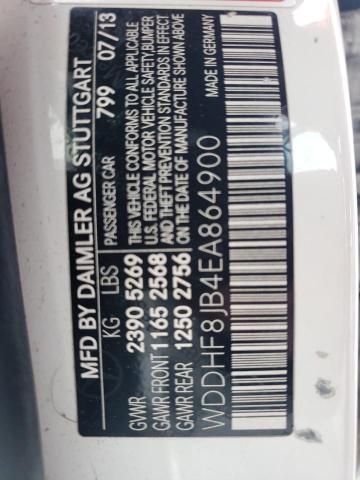 MFD BY DAIMLER AG STUTTGART
KG LBS PASSENGER CAR 799 07/13
GVWR 2390 5269 THIS VEHICLE CONFORMS TO ALL APPLICABLE
GAWR FRONT 1165 2568 U.S. FEDERAL MOTOR VEHICLE SAFETY, BUMPER
AND THEFT PREVENTION STANDARDS IN EFFECT
GAWR REAR 1250 2756 ON THE DATE OF MANUFACTURE SHOWN ABOVE
WDDHF8JB4EA864900 MADE IN GERMANY